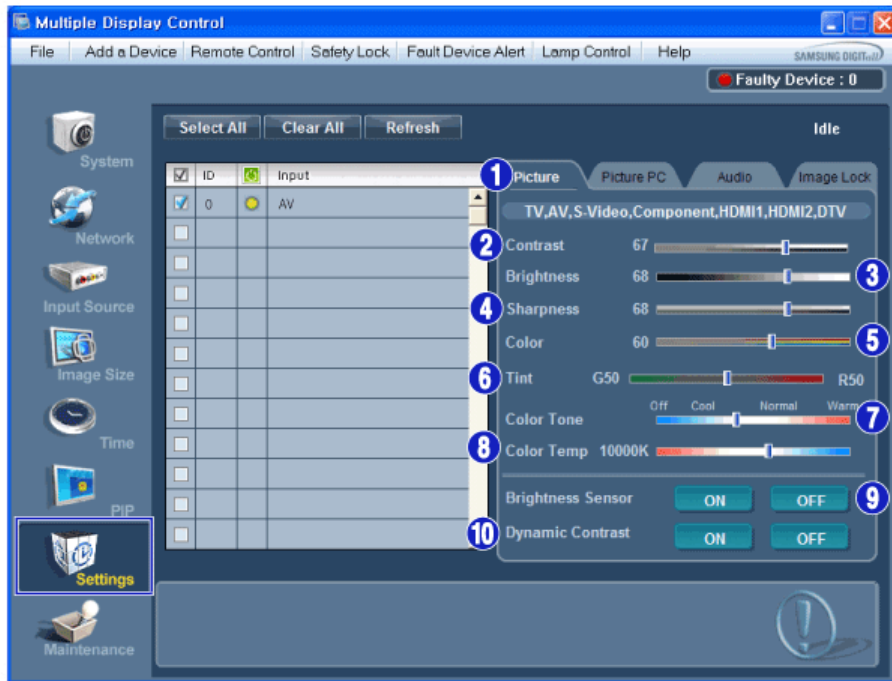 Multiple Display Control
File Add a Device Remote Control Safety Lock Fault Device Alert Lamp Control Help SAMSUNG DIGITall
Faulty Device : 0
Select All Clear All Refresh Idle
System
Network
Input Source
Image Size
Time
PIP
Settings
Maintenance
ID Input
0 AV
1 Picture Picture PC Audio Image Lock
TV,AV,S-Video,Component,HDMI1,HDMI2,DTV
2 Contrast 67
Brightness 68 3
4 Sharpness 68
Color 60 5
6 Tint G50 R50
Off Cool Normal Warm
Color Tone 7
8 Color Temp 10000K
Brightness Sensor ON OFF 9
10 Dynamic Contrast ON OFF